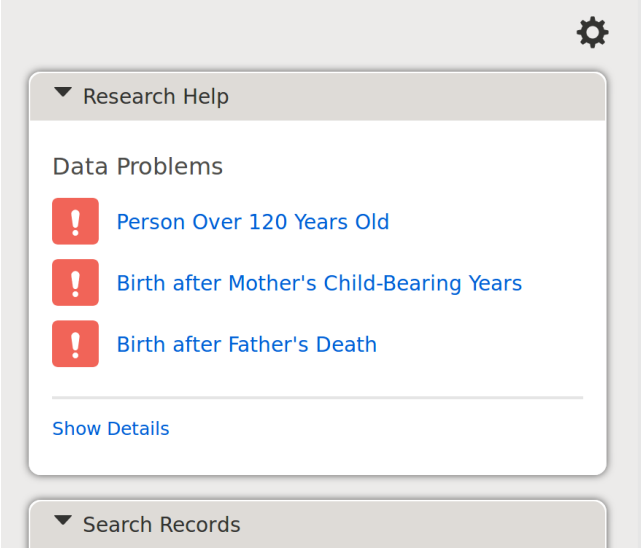 Research Help
Data Problems
Person Over 120 Years Old
Birth after Mother's Child-Bearing Years
Birth after Father's Death
Show Details
Search Records